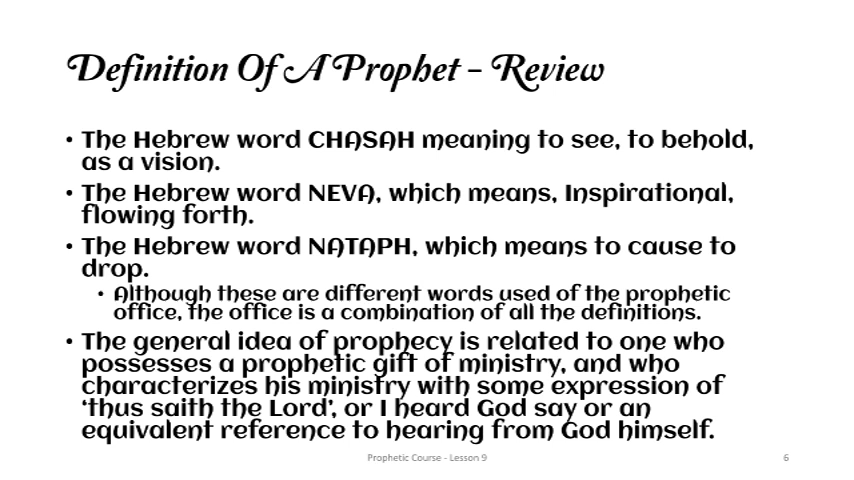 Definition Of A Prophet – Review
• The Hebrew word CHASAH meaning to see, to behold,
as a vision.
• The Hebrew word NEVA, which means, Inspirational,
flowing forth.
• The Hebrew word NATAPH, which means to cause to
drop.
• Although these are different words used of the prophetic
office, the office is a combination of all the definitions.
• The general idea of prophecy is related to one who
possesses a prophetic gift of ministry, and who
characterizes his ministry with some expression of
‘thus saith the Lord’, or I heard God say or an
equivalent reference to hearing from God himself.
Prophetic Course - Lesson 9
6